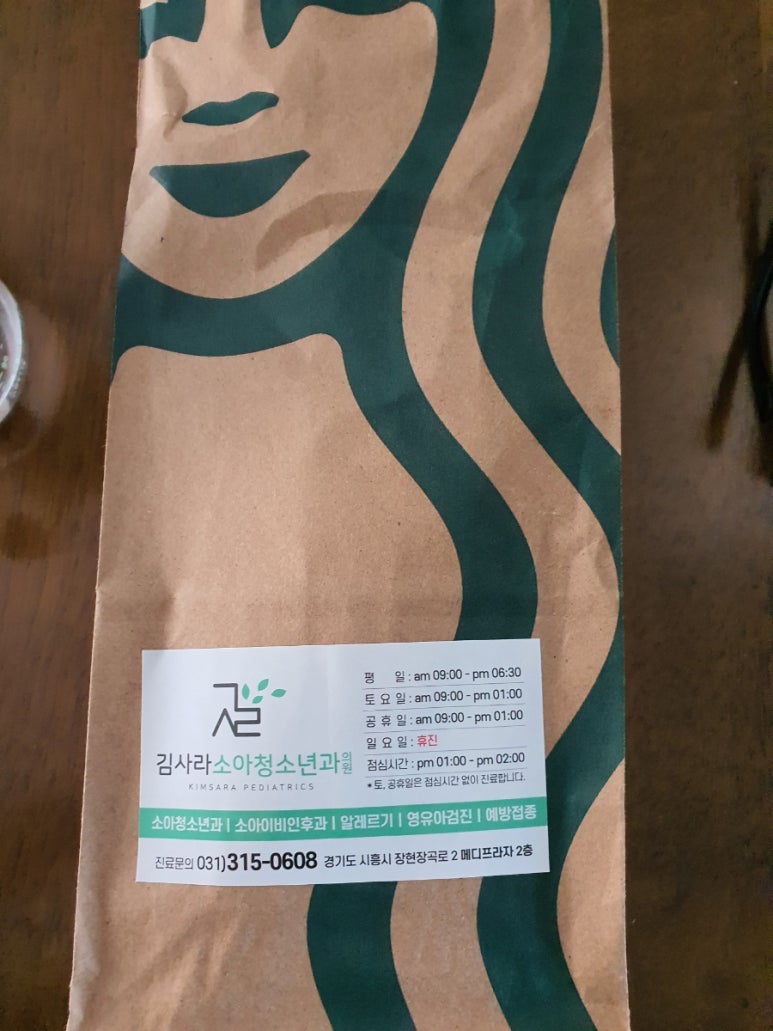 김사라소아청소년과의원
KIMSARA PEDIATRICS
평 일 : am 09:00 - pm 06:30
토 요 일 : am 09:00 - pm 01:00
공 휴 일 : am 09:00 - pm 01:00
일 요 일 : 휴진
점심시간 : pm 01:00 - pm 02:00
*토, 공휴일은 점심시간 없이 진료합니다.
소아청소년과 | 소아이비인후과 | 알레르기 | 영유아검진 | 예방접종
진료문의 031)315-0608 경기도 시흥시 장현장곡로 2 메디프라자 2층